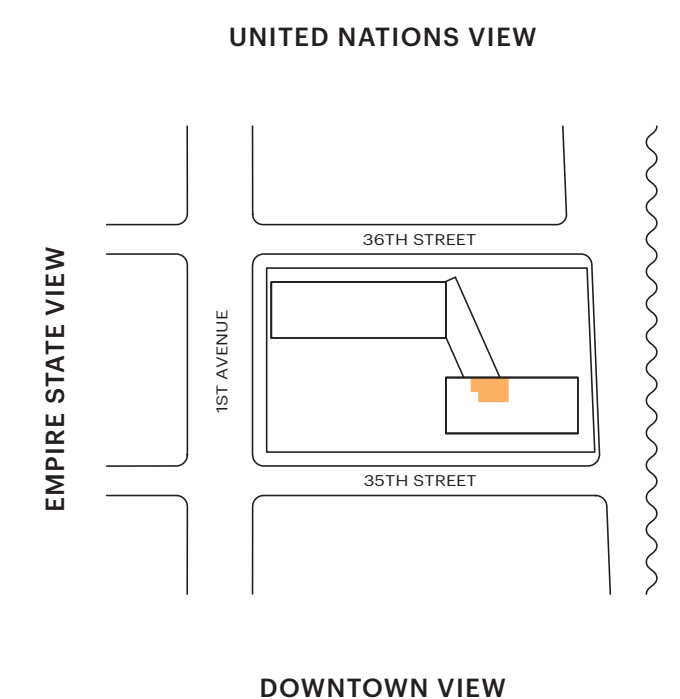 UNITED NATIONS VIEW
36TH STREET
EMPIRE STATE VIEW
1ST AVENUE
35TH STREET
DOWNTOWN VIEW